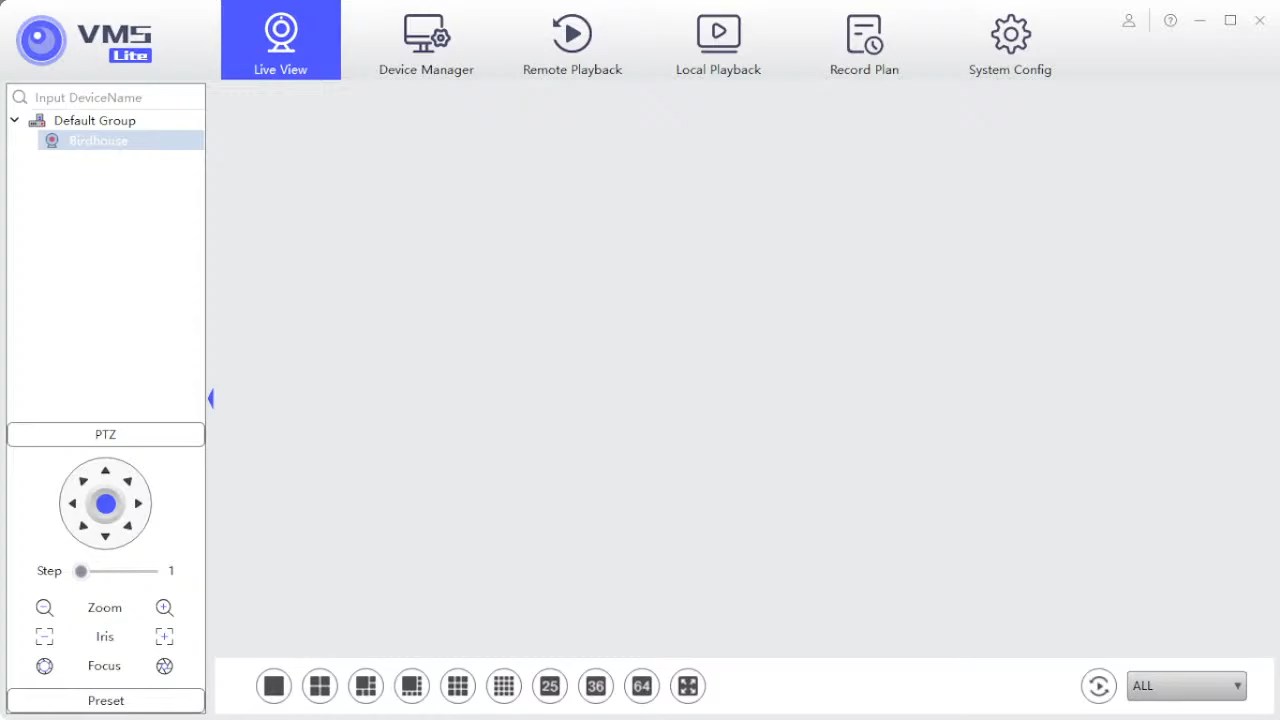 VMS
Lite
Live View
Device Manager
Remote Playback
Local Playback
Record Plan
System Config
Input DeviceName
Default Group
Birdhouse
PTZ
Step 1
Zoom
Iris
Focus
Preset
25 36 64
ALL